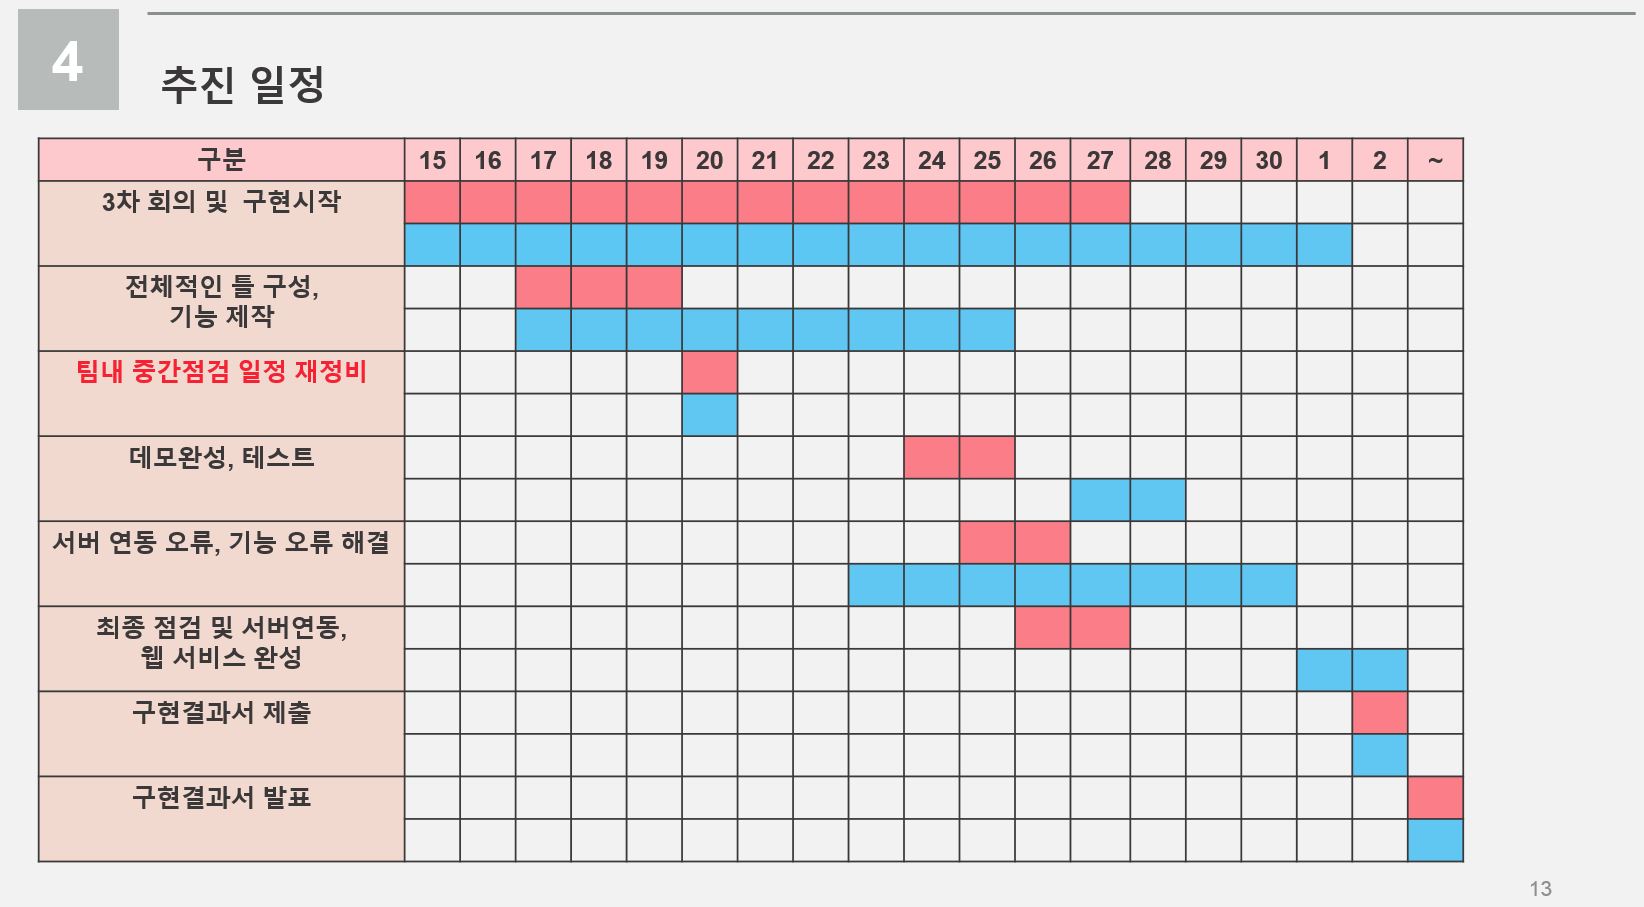 4
추진 일정
구분 15 16 17 18 19 20 21 22 23 24 25 26 27 28 29 30 1 2 ~
3차 회의 및  구현시작
전체적인 틀 구성,
기능 제작
팀내 중간점검 일정 재정비
데모완성, 테스트
서버 연동 오류, 기능 오류 해결
최종 점검 및 서버연동,
웹 서비스 완성
구현결과서 제출
구현결과서 발표
13